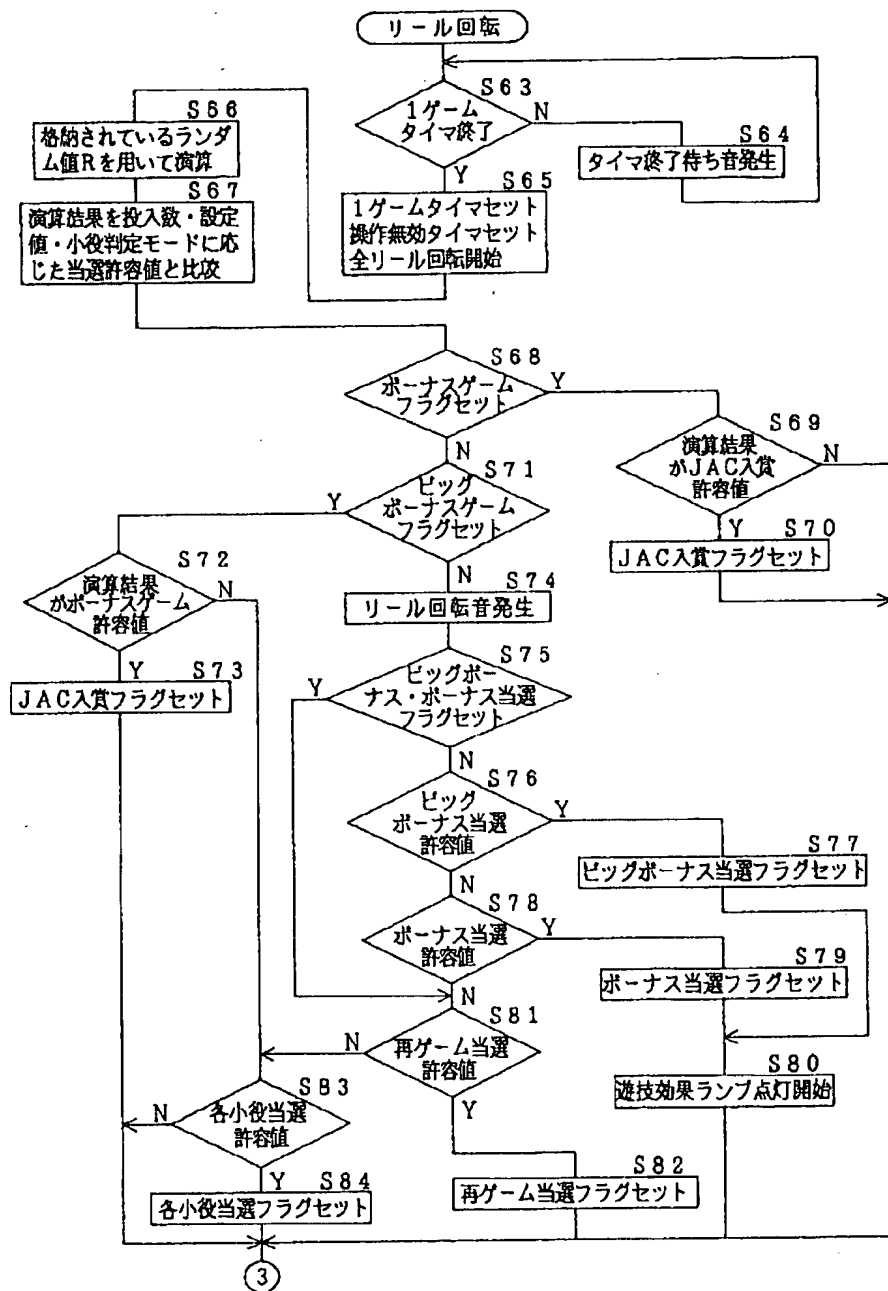 リール回転
S63
1ゲーム
タイマ終了
N
Y
S64
タイマ終了待ち音発生
S65
1ゲームタイマセット
操作無効タイマセット
全リール回転開始
S66
格納されているランダ
ム値Rを用いて演算
S67
演算結果を投入数・設定
値・小役判定モードに応
じた当選許容値と比較
S68
ボーナスゲーム
フラグセット
Y
N
S69
演算結果
がJAC入賞
許容値
N
Y
S70
JAC入賞フラグセット
S71
ビッグ
ボーナスゲーム
フラグセット
Y
N
S72
演算結果
がボーナスゲーム
許容値
N
Y
S73
JAC入賞フラグセット
S74
リール回転音発生
S75
ビッグボー
ナス・ボーナス当選
フラグセット
Y
N
S76
ビッグ
ボーナス当選
許容値
Y
N
S77
ビッグボーナス当選フラグセット
S78
ボーナス当選
許容値
Y
N
S79
ボーナス当選フラグセット
S80
遊技効果ランプ点灯開始
S81
再ゲーム当選
許容値
N
Y
S82
再ゲーム当選フラグセット
S83
各小役当選
許容値
N
Y
S84
各小役当選フラグセット
3